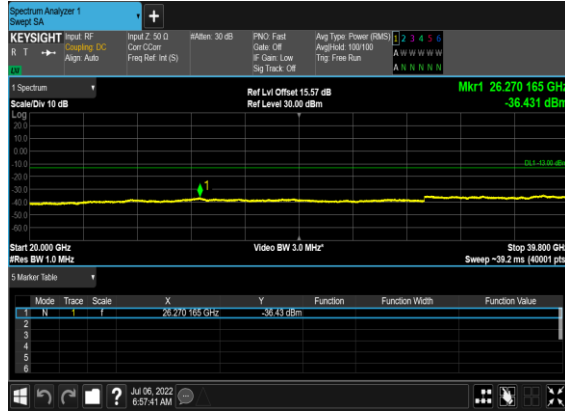 Spectrum Analyzer 1
Swept SA
+
KEYSIGHT Input: RF Input Z: 50 Ω #Atten: 30 dB PNO: Fast Avg Type: Power (RMS) 1 2 3 4 5 6
R T Coupling: DC Corr CCorr Gate: Off Avg|Hold: 100/100 A W W W W W
Align: Auto Freq Ref: Int (S) IF Gain: Low Trig: Free Run
Sig Track: Off A N N N N N
1 Spectrum Ref Lvl Offset 15.57 dB Mkr1 26.270 165 GHz
Scale/Div 10 dB Ref Level 30.00 dBm -36.431 dBm
Log
20.0
10.0
0.00
-10.0
DL1 -13.00 dBm
-20.0
1
-30.0
-40.0
-50.0
-60.0
Start 20.000 GHz Video BW 3.0 MHz* Stop 39.800 GHz
#Res BW 1.0 MHz Sweep ~39.2 ms (40001 pts)
5 Marker Table
Mode Trace Scale X Y Function Function Width Function Value
1 N 1 f 26.270 165 GHz -36.43 dBm
2
3
4
5
6
? Jul 06, 2022
6:57:41 AM